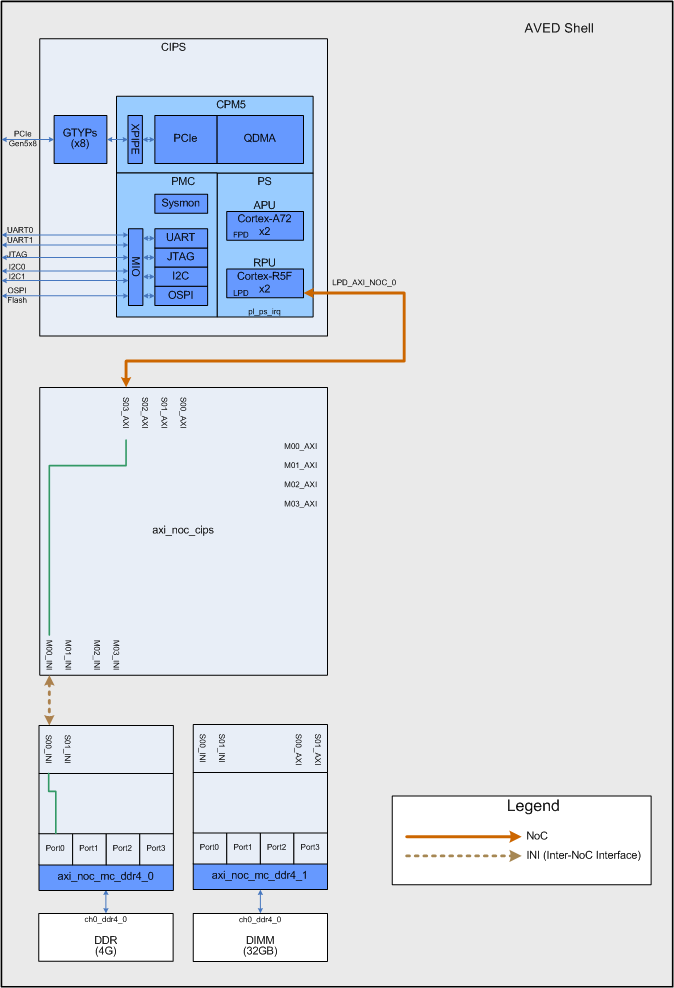 AVED Shell
CIPS
CPM5
PCIe
Gen5x8
GTYPs
(x8)
XPIPE
PCIe
QDMA
PMC
PS
Sysmon
APU
Cortex-A72
x2
FPD
UART0
UART1
JTAG
I2C0
I2C1
OSPI
Flash
MIO
UART
JTAG
I2C
OSPI
RPU
Cortex-R5F
x2
LPD
pl_ps_irq
LPD_AXI_NOC_0
S03_AXI
S02_AXI
S01_AXI
S00_AXI
M00_AXI
M01_AXI
M02_AXI
M03_AXI
axi_noc_cips
M00_INI
M01_INI
M02_INI
M03_INI
S00_INI
S01_INI
S00_INI
S01_INI
S00_AXI
S01_AXI
Port0
Port1
Port2
Port3
Port0
Port1
Port2
Port3
axi_noc_mc_ddr4_0
axi_noc_mc_ddr4_1
ch0_ddr4_0
DDR
(4G)
ch0_ddr4_0
DIMM
(32GB)
Legend
NoC
INI (Inter-NoC Interface)